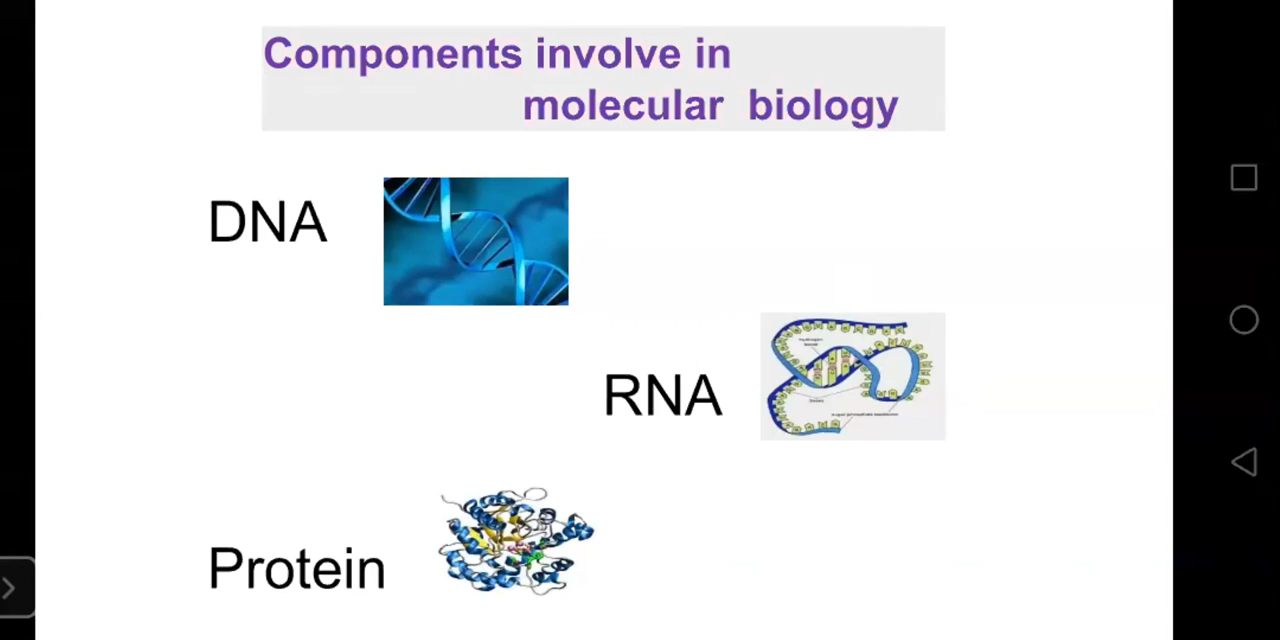 Components involve in
molecular biology
DNA
RNA
Protein